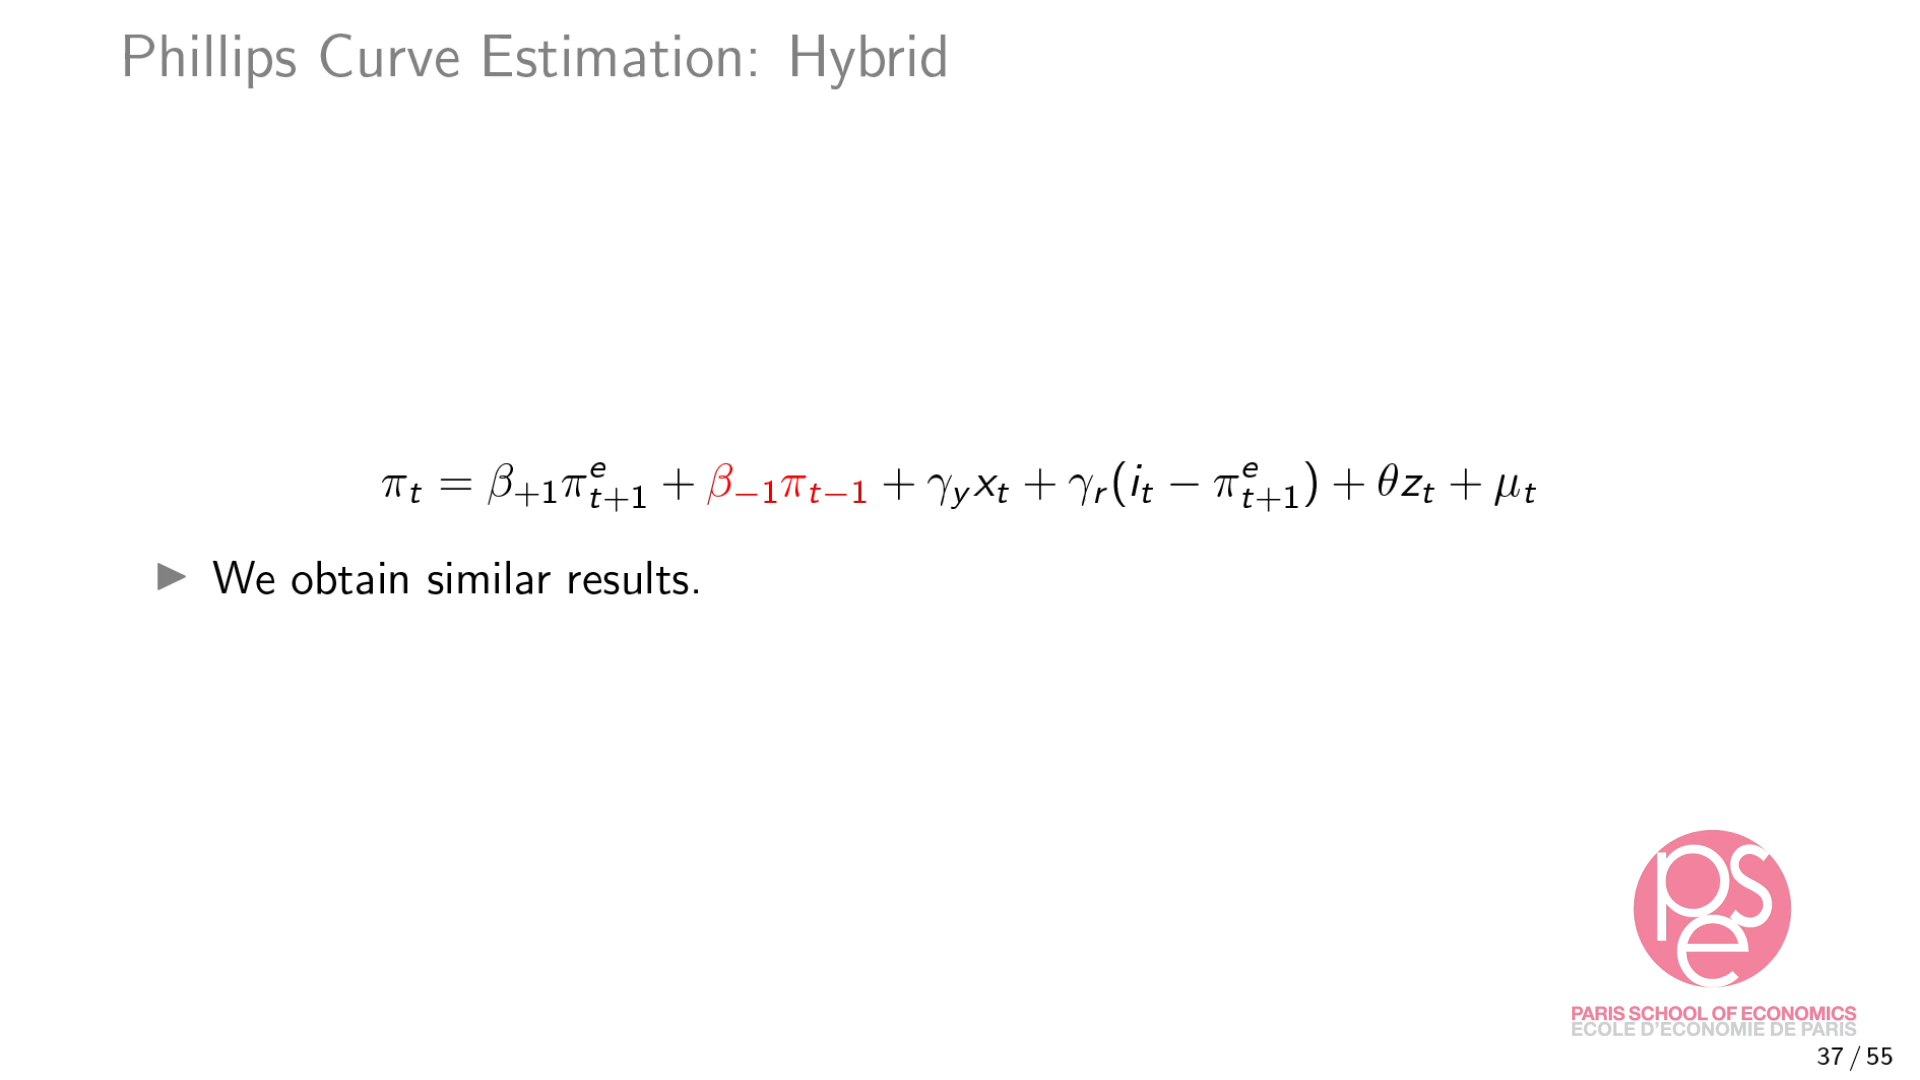 Phillips Curve Estimation: Hybrid
π_t = β_{+1}π^e_{t+1} + β_{−1}π_{t−1} + γ_y x_t + γ_r(i_t − π^e_{t+1}) + θz_t + μ_t
▶ We obtain similar results.
pse
PARIS SCHOOL OF ECONOMICS
ECOLE D'ECONOMIE DE PARIS
37 / 55